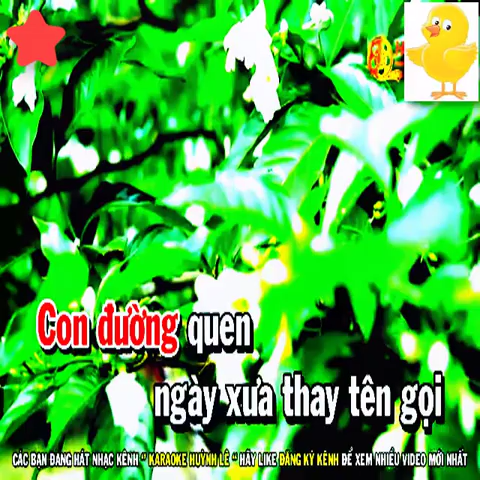 Con đường quen
ngày xưa thay tên gọi
CÁC BẠN ĐANG HÁT NHẠC KÊNH " KARAOKE HUỲNH LÊ " HÃY LIKE ĐĂNG KÝ KÊNH ĐỂ XEM NHIỀU VIDEO MỚI NHẤT